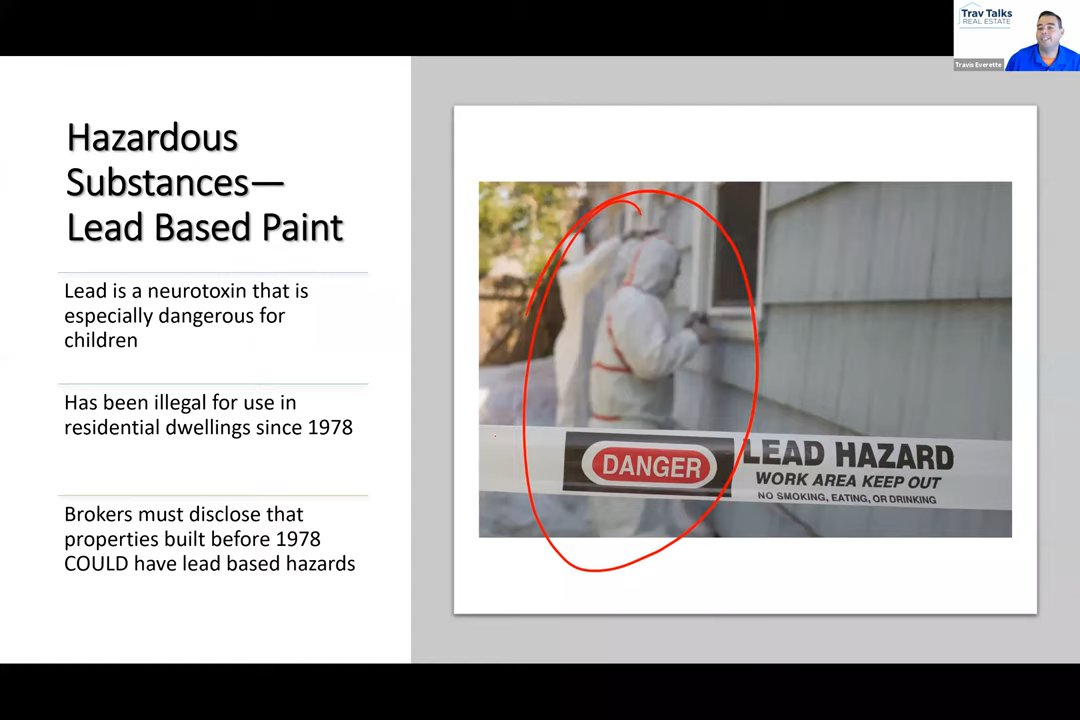 Trav Talks
REAL ESTATE
Travis Everette
Hazardous
Substances—
Lead Based Paint
Lead is a neurotoxin that is
especially dangerous for
children
Has been illegal for use in
residential dwellings since 1978
Brokers must disclose that
properties built before 1978
COULD have lead based hazards
DANGER
LEAD HAZARD
WORK AREA KEEP OUT
NO SMOKING, EATING, OR DRINKING